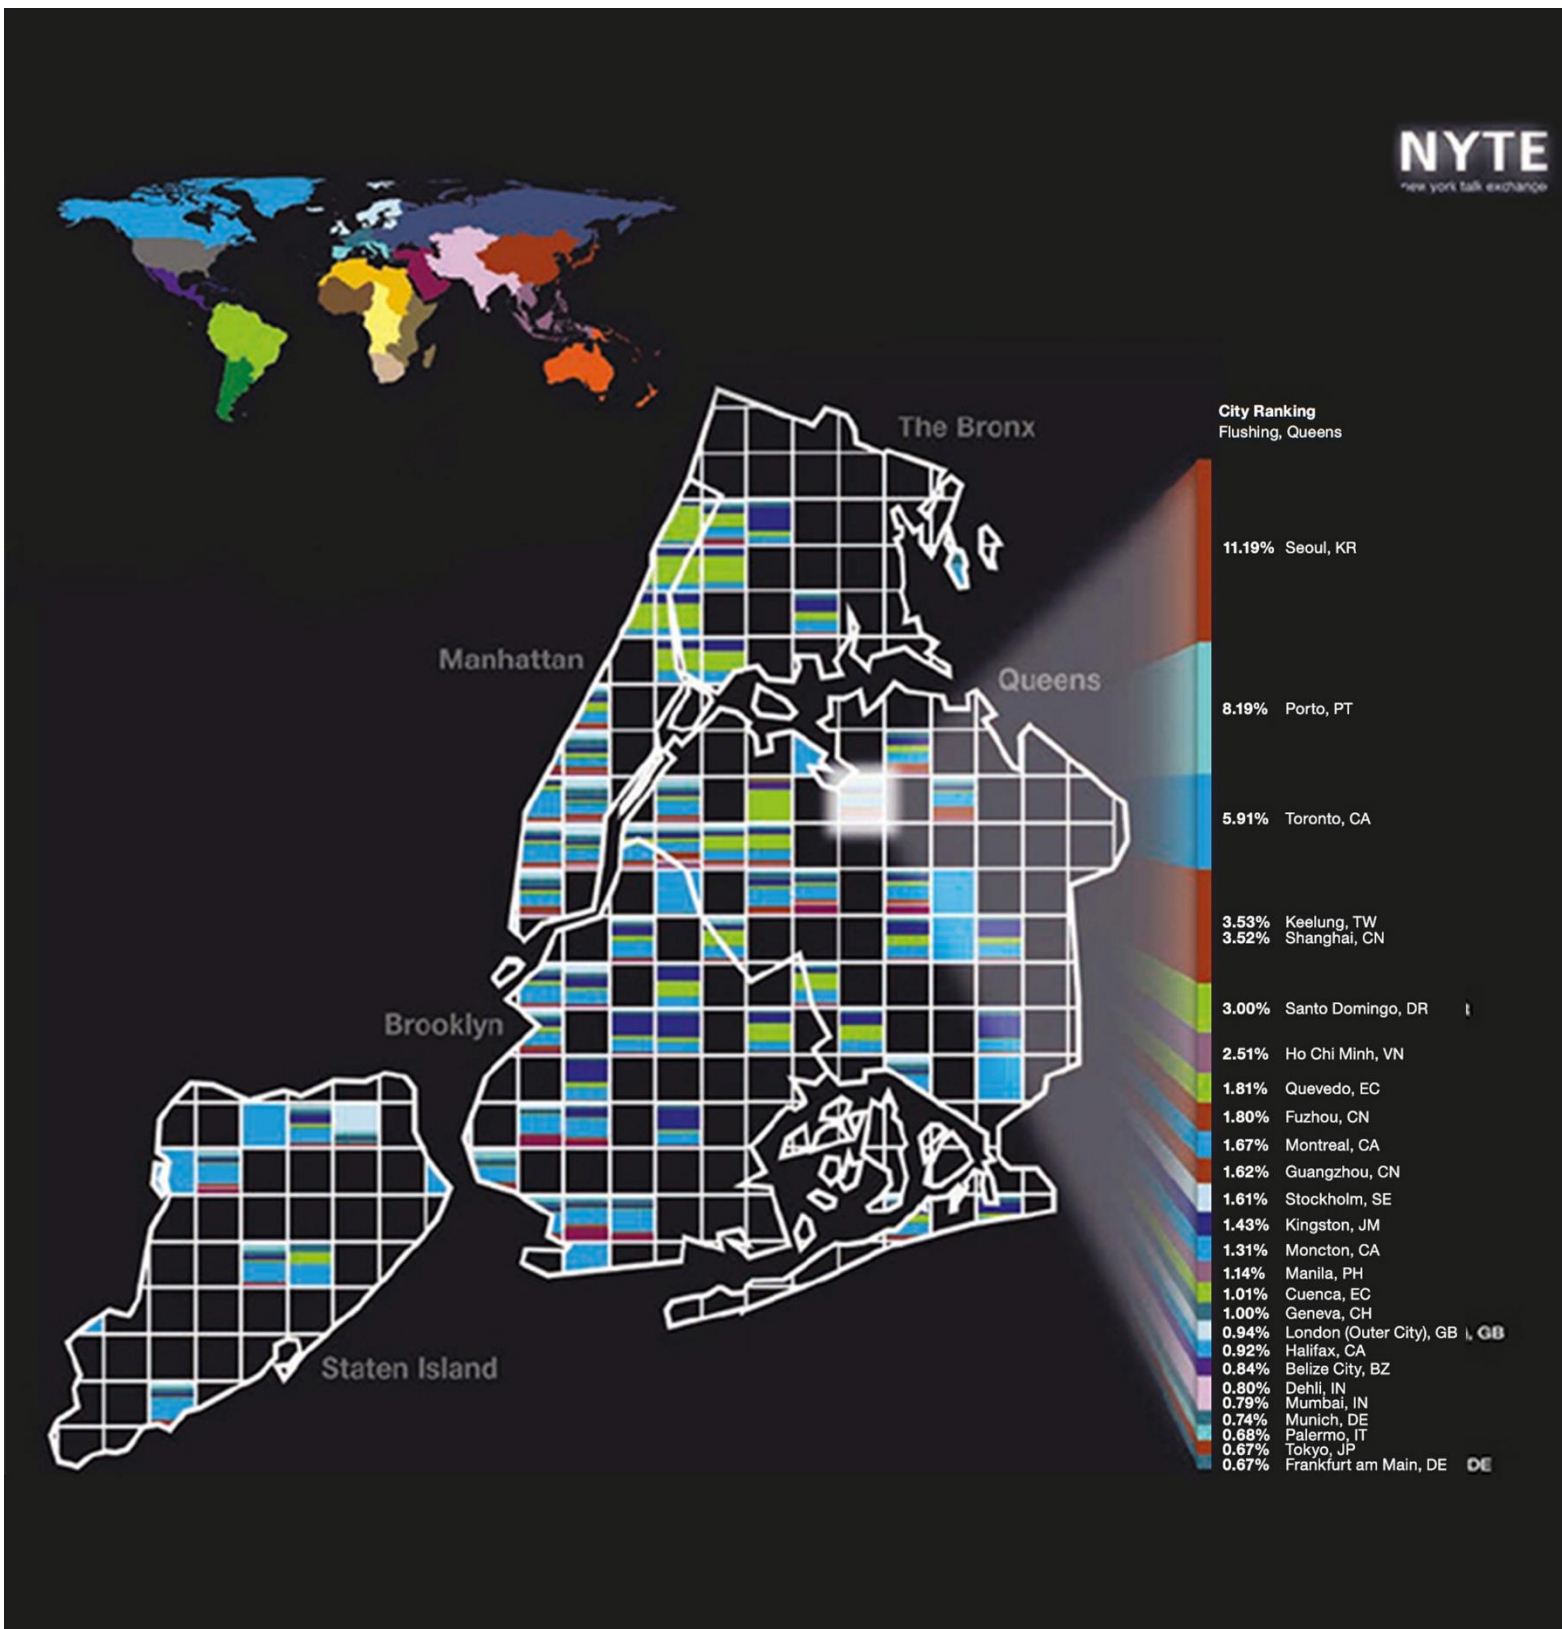 NYTE
new york talk exchange
The Bronx
Manhattan
Queens
Brooklyn
Staten Island
City Ranking
Flushing, Queens
11.19% Seoul, KR
8.19% Porto, PT
5.91% Toronto, CA
3.53% Keelung, TW
3.52% Shanghai, CN
3.00% Santo Domingo, DR
2.51% Ho Chi Minh, VN
1.81% Quevedo, EC
1.80% Fuzhou, CN
1.67% Montreal, CA
1.62% Guangzhou, CN
1.61% Stockholm, SE
1.43% Kingston, JM
1.31% Moncton, CA
1.14% Manila, PH
1.01% Cuenca, EC
1.00% Geneva, CH
0.94% London (Outer City), GB , GB
0.92% Halifax, CA
0.84% Belize City, BZ
0.80% Dehli, IN
0.79% Mumbai, IN
0.74% Munich, DE
0.68% Palermo, IT
0.67% Tokyo, JP
0.67% Frankfurt am Main, DE DE